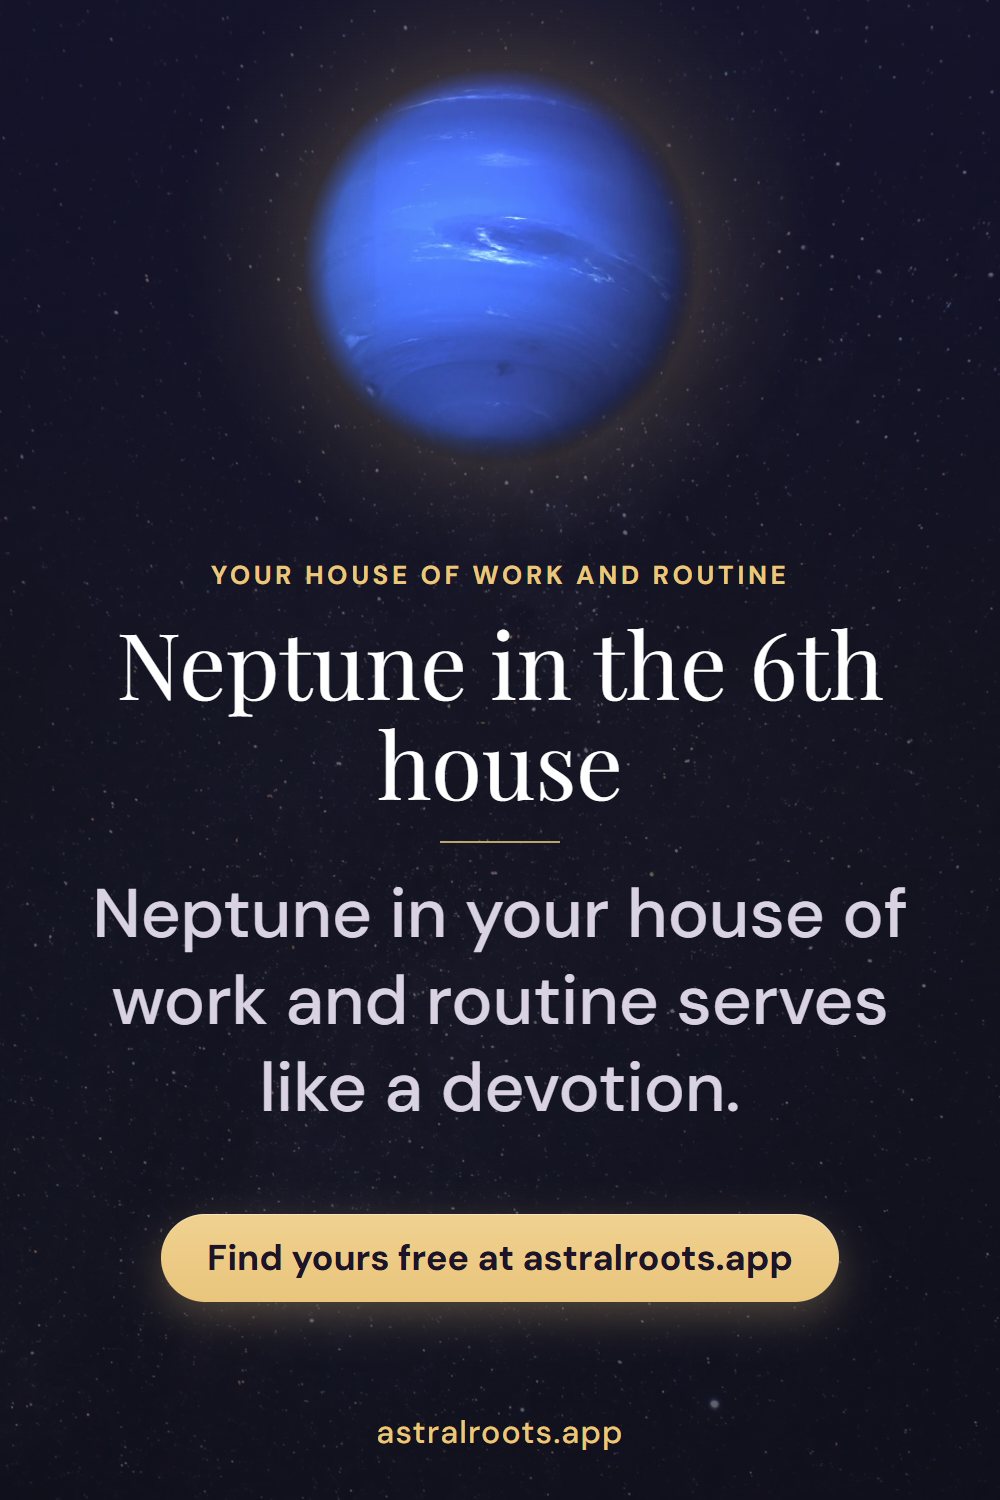 YOUR HOUSE OF WORK AND ROUTINE
Neptune in the 6th
house
Neptune in your house of
work and routine serves
like a devotion.
Find yours free at astralroots.app
astralroots.app